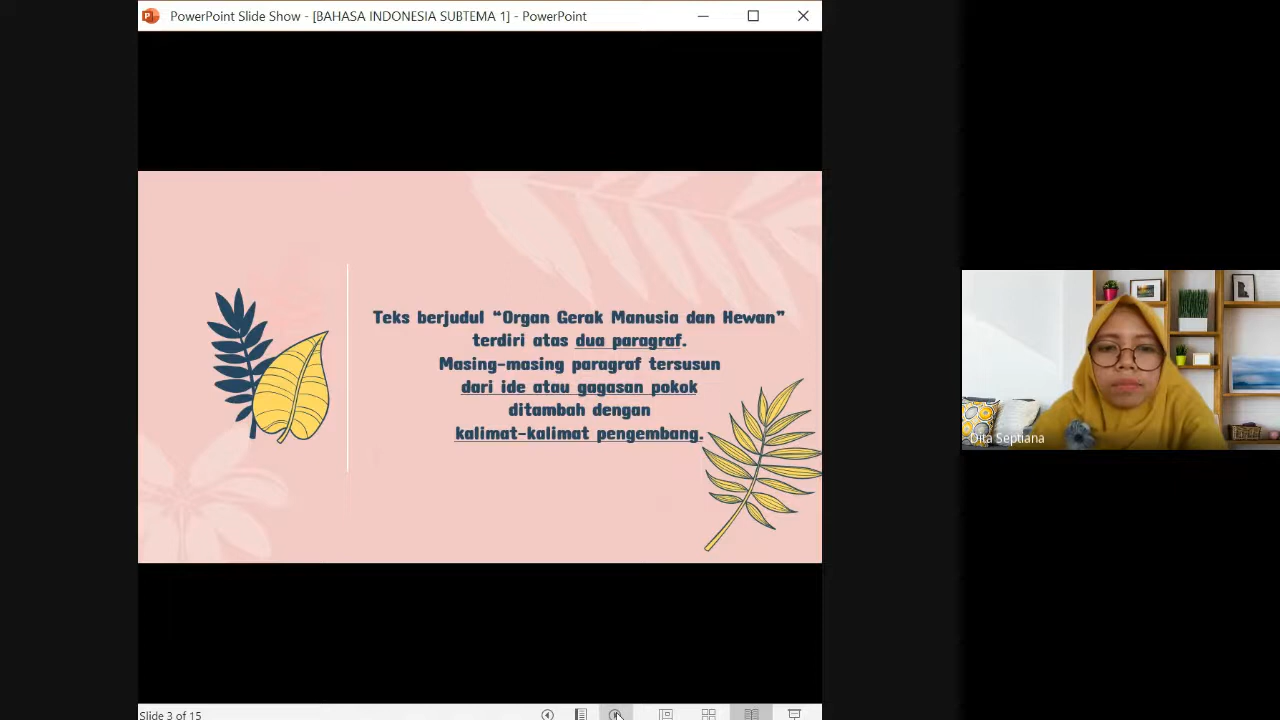 PowerPoint Slide Show - [BAHASA INDONESIA SUBTEMA 1] - PowerPoint
Teks berjudul “Organ Gerak Manusia dan Hewan”
terdiri atas dua paragraf.
Masing-masing paragraf tersusun
dari ide atau gagasan pokok
ditambah dengan
kalimat-kalimat pengembang.
Dita Septiana
Slide 3 of 15